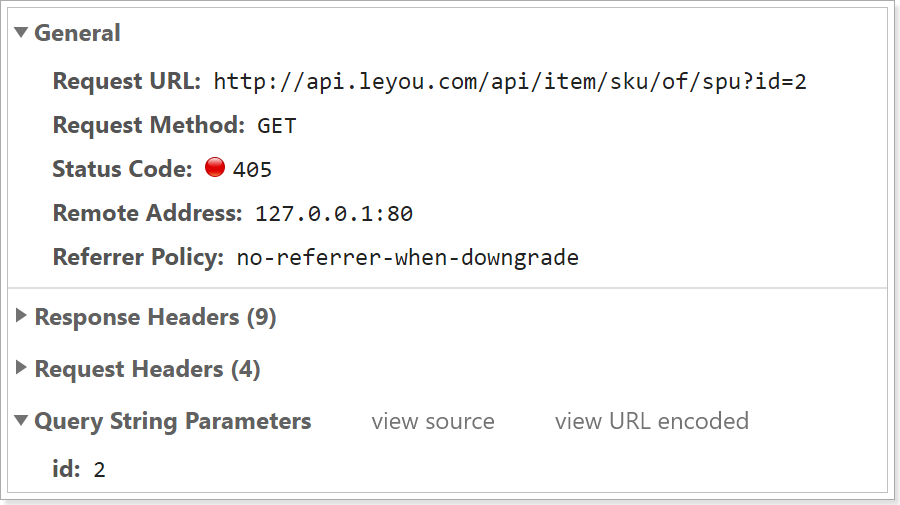 General
Request URL: http://api.leyou.com/api/item/sku/of/spu?id=2
Request Method: GET
Status Code: 405
Remote Address: 127.0.0.1:80
Referrer Policy: no-referrer-when-downgrade
Response Headers (9)
Request Headers (4)
Query String Parameters view source view URL encoded
id: 2